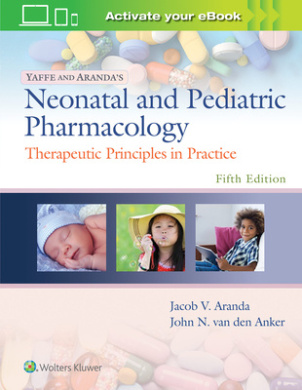 Activate your eBook
YAFFE AND ARANDA'S
Neonatal and Pediatric
Pharmacology
Therapeutic Principles in Practice
Fifth Edition
Jacob V. Aranda
John N. van den Anker
Wolters Kluwer